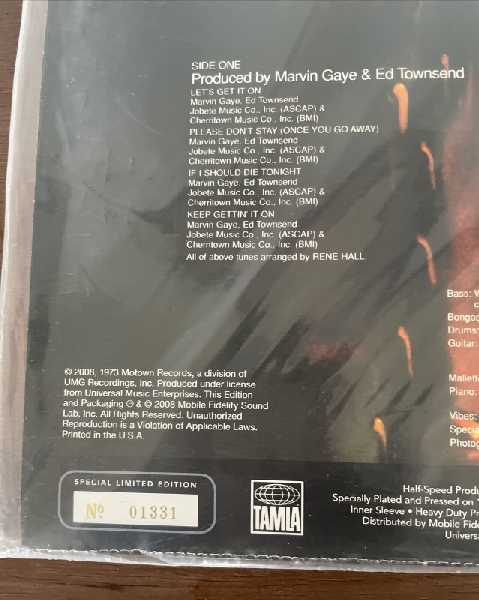 SIDE ONE
Produced by Marvin Gaye & Ed Townsend
LET'S GET IT ON
Marvin Gaye, Ed Townsend
Jobete Music Co., Inc. (ASCAP) &
Cherritown Music Co., Inc. (BMI)
PLEASE DON'T STAY (ONCE YOU GO AWAY)
Marvin Gaye, Ed Townsend
Jobete Music Co., Inc. (ASCAP) &
Cherritown Music Co., Inc. (BMI)
IF I SHOULD DIE TONIGHT
Marvin Gaye, Ed Townsend
Jobete Music Co., Inc. (ASCAP) &
Cherritown Music Co., Inc. (BMI)
KEEP GETTIN' IT ON
Marvin Gaye, Ed Townsend
Jobete Music Co., Inc. (ASCAP) &
Cherritown Music Co., Inc. (BMI)
All of above tunes arranged by RENE HALL.
Bass: W
Bongos
Drums:
Guitar:
Mallets
Piano:
Vibes:
Special
Photog
© 2008, 1973 Motown Records, a division of
UMG Recordings, Inc. Produced under license
from Universal Music Enterprises. This Edition
and Packaging ℗ & © 2008 Mobile Fidelity Sound
Lab, Inc. All Rights Reserved. Unauthorized
Reproduction is a Violation of Applicable Laws.
Printed in the U.S.A.
SPECIAL LIMITED EDITION
Nº 01331
TAMLA
Half-Speed Produ
Specially Plated and Pressed on 1
Inner Sleeve • Heavy Duty Pr
Distributed by Mobile Fide
Univers